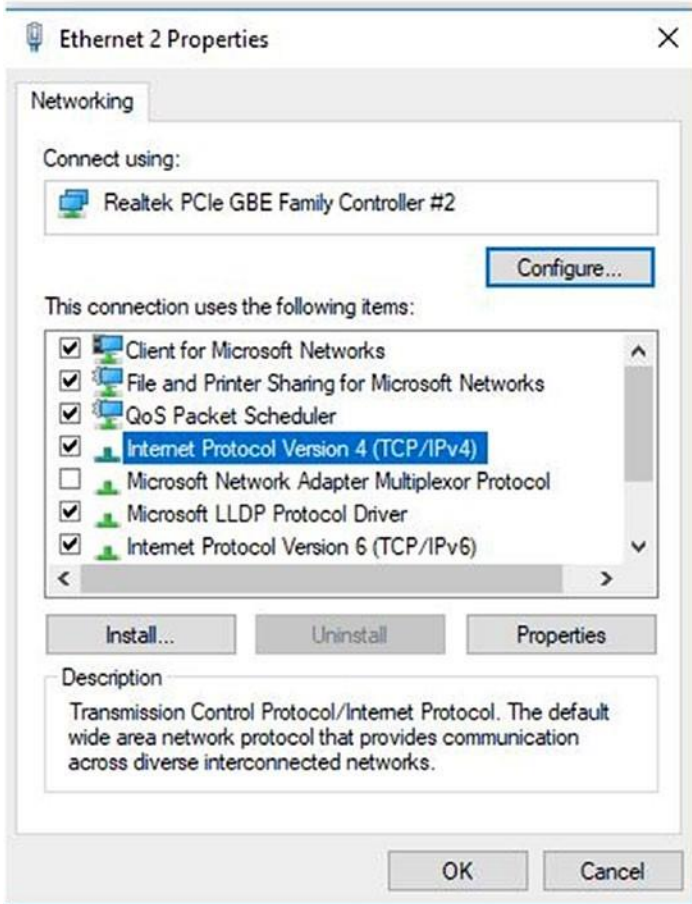 Ethernet 2 Properties
Networking
Connect using:
Realtek PCIe GBE Family Controller #2
Configure...
This connection uses the following items:
Client for Microsoft Networks
File and Printer Sharing for Microsoft Networks
QoS Packet Scheduler
Internet Protocol Version 4 (TCP/IPv4)
Microsoft Network Adapter Multiplexor Protocol
Microsoft LLDP Protocol Driver
Internet Protocol Version 6 (TCP/IPv6)
Install...
Uninstall
Properties
Description
Transmission Control Protocol/Internet Protocol. The default
wide area network protocol that provides communication
across diverse interconnected networks.
OK
Cancel